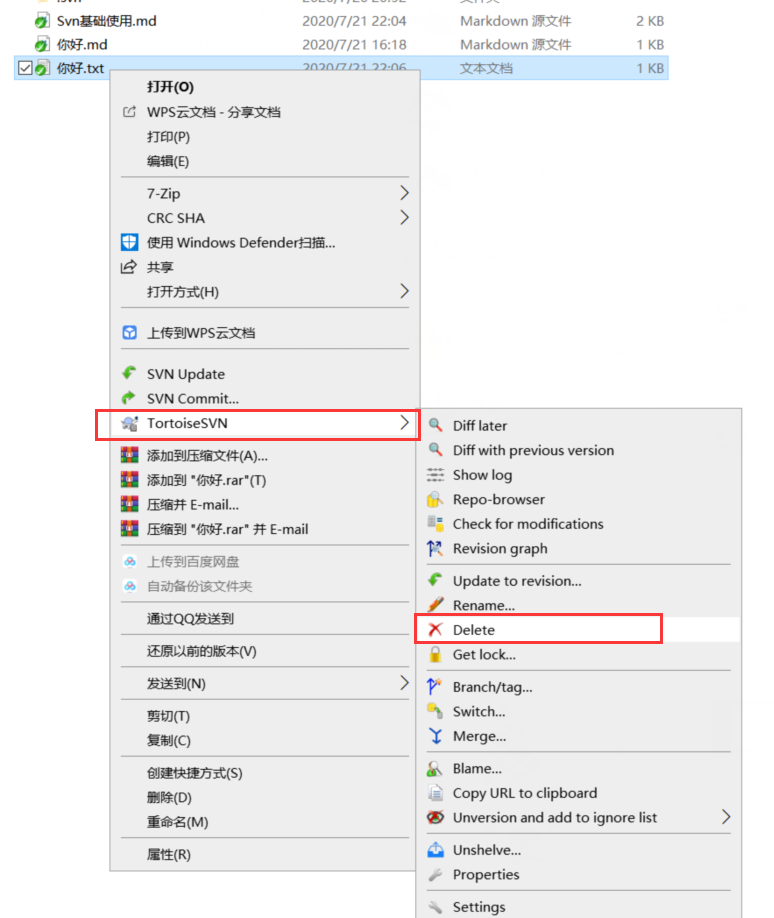 Svn基础使用.md 2020/7/21 22:04 Markdown 源文件 2 KB
你好.md 2020/7/21 16:18 Markdown 源文件 1 KB
你好.txt 2020/7/21 22:06 文本文档 1 KB
打开(O)
WPS云文档 - 分享文档
打印(P)
编辑(E)
7-Zip
CRC SHA
使用 Windows Defender扫描...
共享
打开方式(H)
上传到WPS云文档
SVN Update
SVN Commit...
TortoiseSVN
添加到压缩文件(A)...
添加到 "你好.rar"(T)
压缩并 E-mail...
压缩到 "你好.rar" 并 E-mail
上传到百度网盘
自动备份该文件夹
通过QQ发送到
还原以前的版本(V)
发送到(N)
剪切(T)
复制(C)
创建快捷方式(S)
删除(D)
重命名(M)
属性(R)
Diff later
Diff with previous version
Show log
Repo-browser
Check for modifications
Revision graph
Update to revision...
Rename...
Delete
Get lock...
Branch/tag...
Switch...
Merge...
Blame...
Copy URL to clipboard
Unversion and add to ignore list
Unshelve...
Properties
Settings